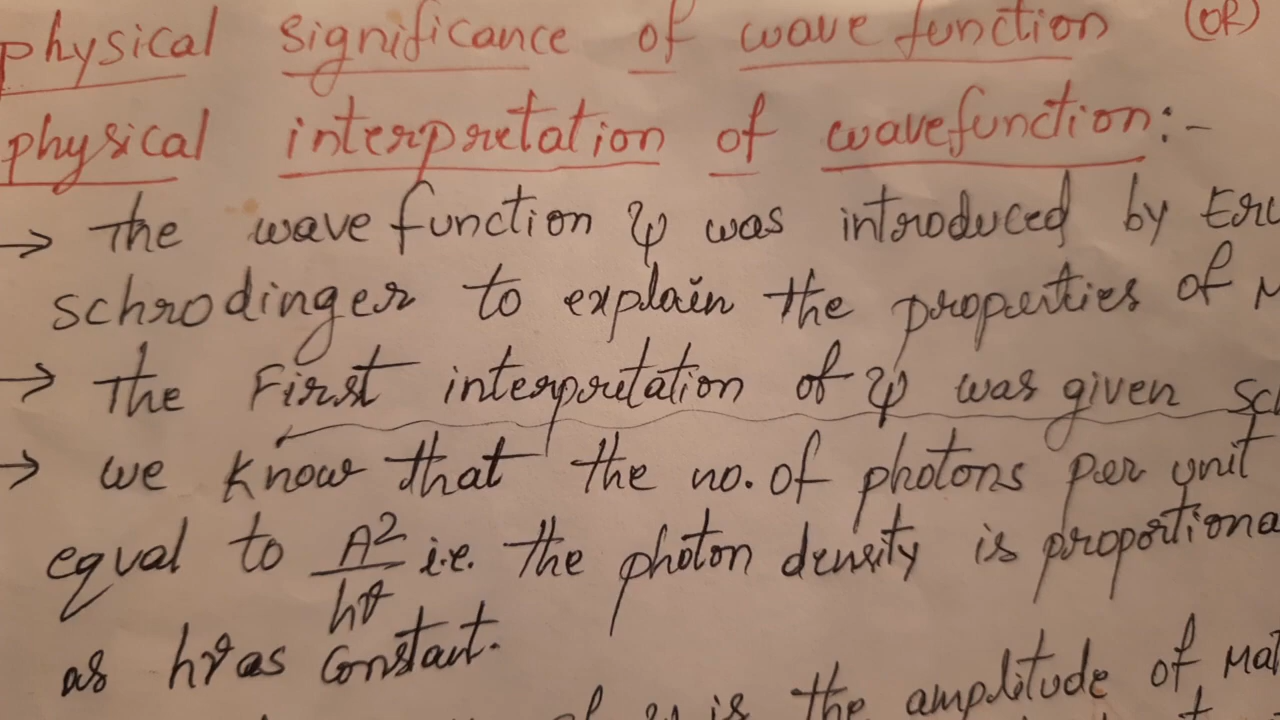 physical significance of wave function (OR)
physical interpretation of wavefunction:-
→ the wave function ψ was introduced by
schrodinger to explain the properties of
→ The First interpretation of ψ was given
→ we know that the no. of photons per unit
equal to A²/hν i.e. the photon density is
as hν as constant.
is the amplitude of